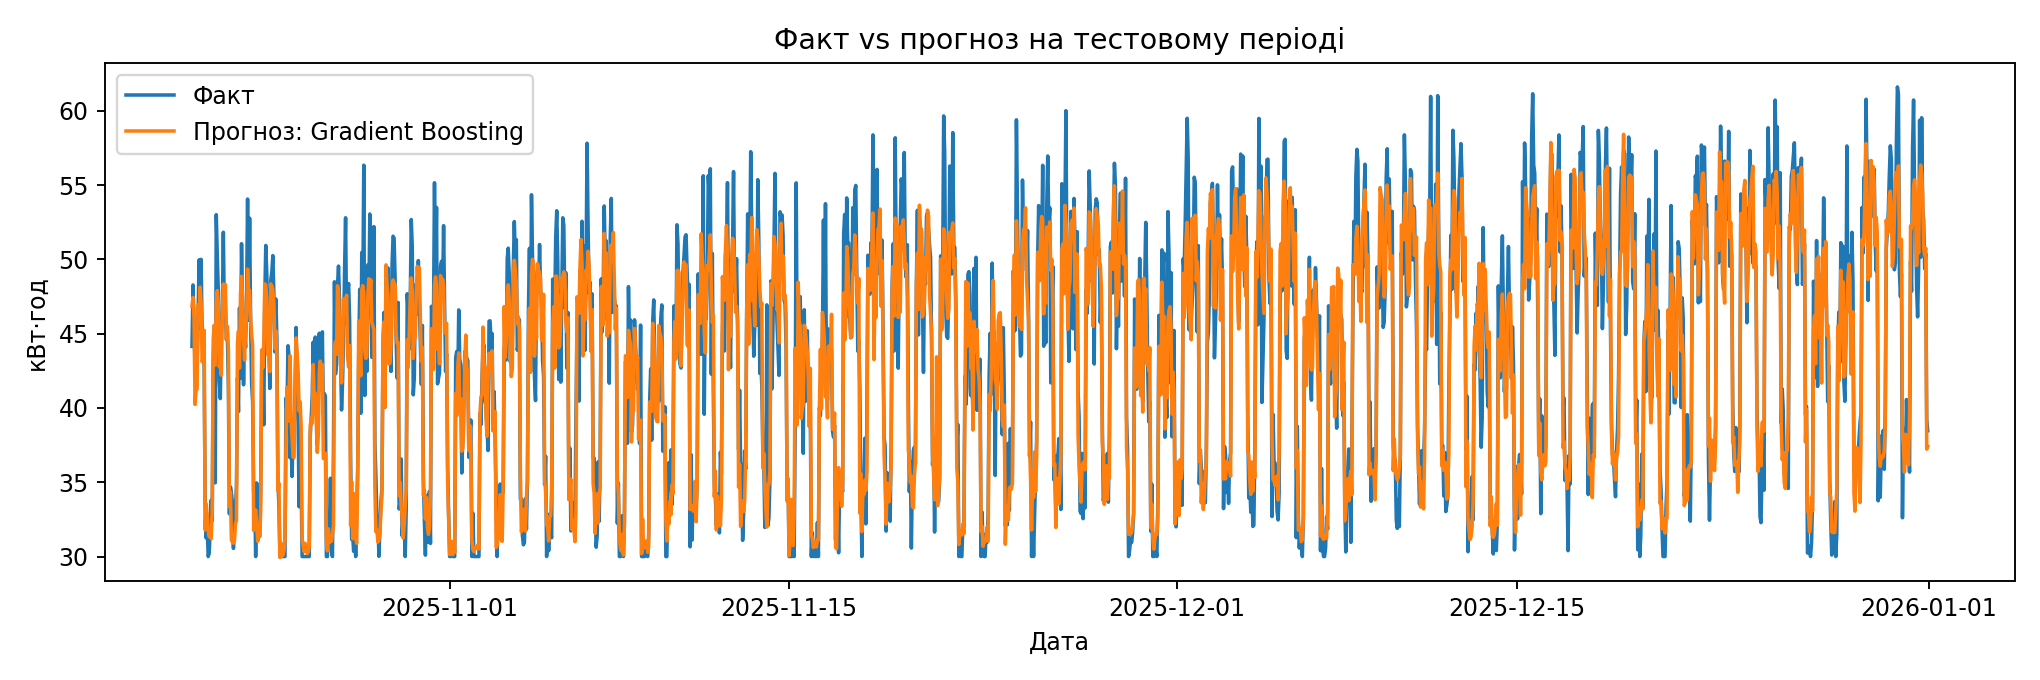 Факт vs прогноз на тестовому періоді
Факт
Прогноз: Gradient Boosting
60
55
50
45
40
35
30
кВт·год
2025-11-01
2025-11-15
2025-12-01
2025-12-15
2026-01-01
Дата